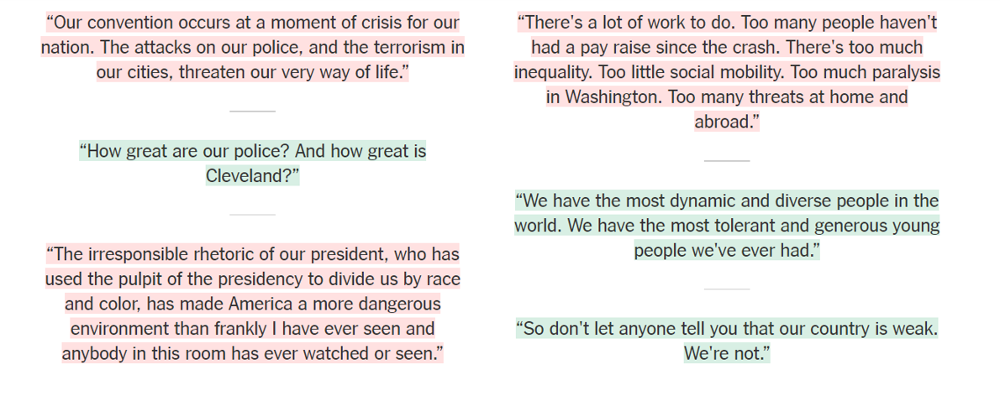 “Our convention occurs at a moment of crisis for our
nation. The attacks on our police, and the terrorism in
our cities, threaten our very way of life.”
“How great are our police? And how great is
Cleveland?”
“The irresponsible rhetoric of our president, who has
used the pulpit of the presidency to divide us by race
and color, has made America a more dangerous
environment than frankly I have ever seen and
anybody in this room has ever watched or seen.”
“There's a lot of work to do. Too many people haven't
had a pay raise since the crash. There's too much
inequality. Too little social mobility. Too much paralysis
in Washington. Too many threats at home and
abroad.”
“We have the most dynamic and diverse people in the
world. We have the most tolerant and generous young
people we've ever had.”
“So don't let anyone tell you that our country is weak.
We're not.”